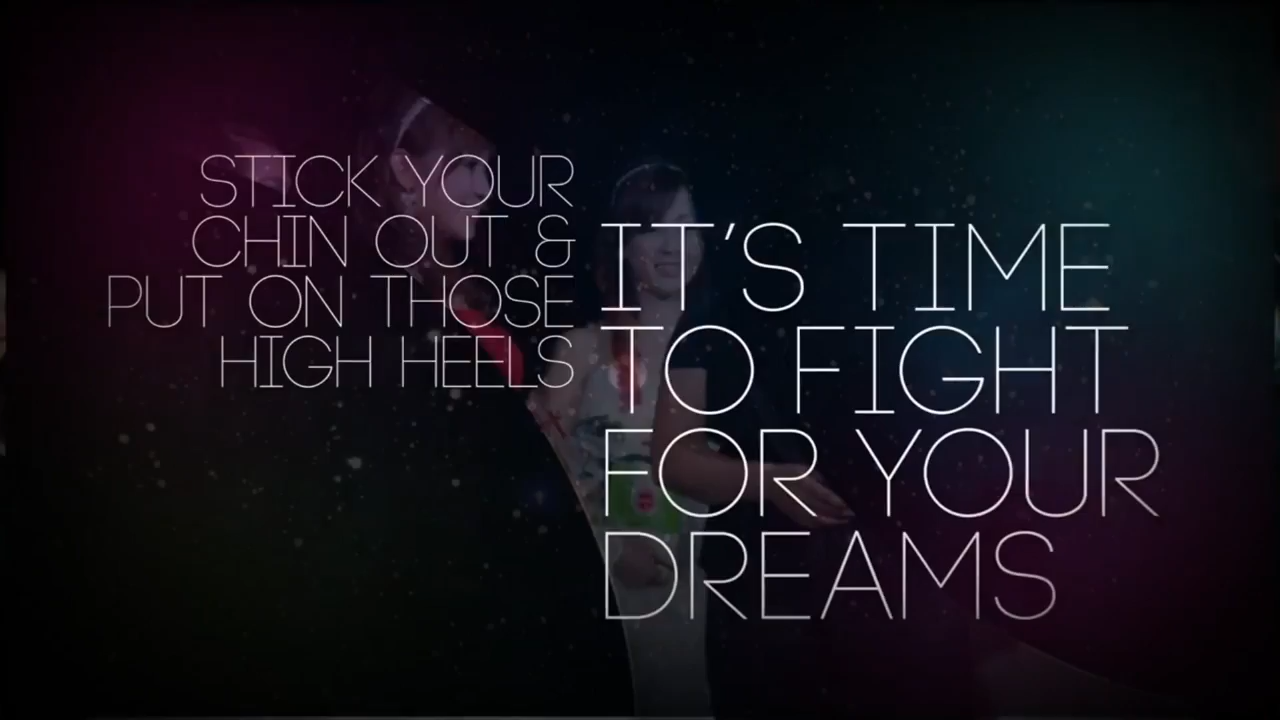 STICK YOUR
CHIN OUT &
PUT ON THOSE
HIGH HEELS
IT'S TIME
TO FIGHT
FOR YOUR
DREAMS